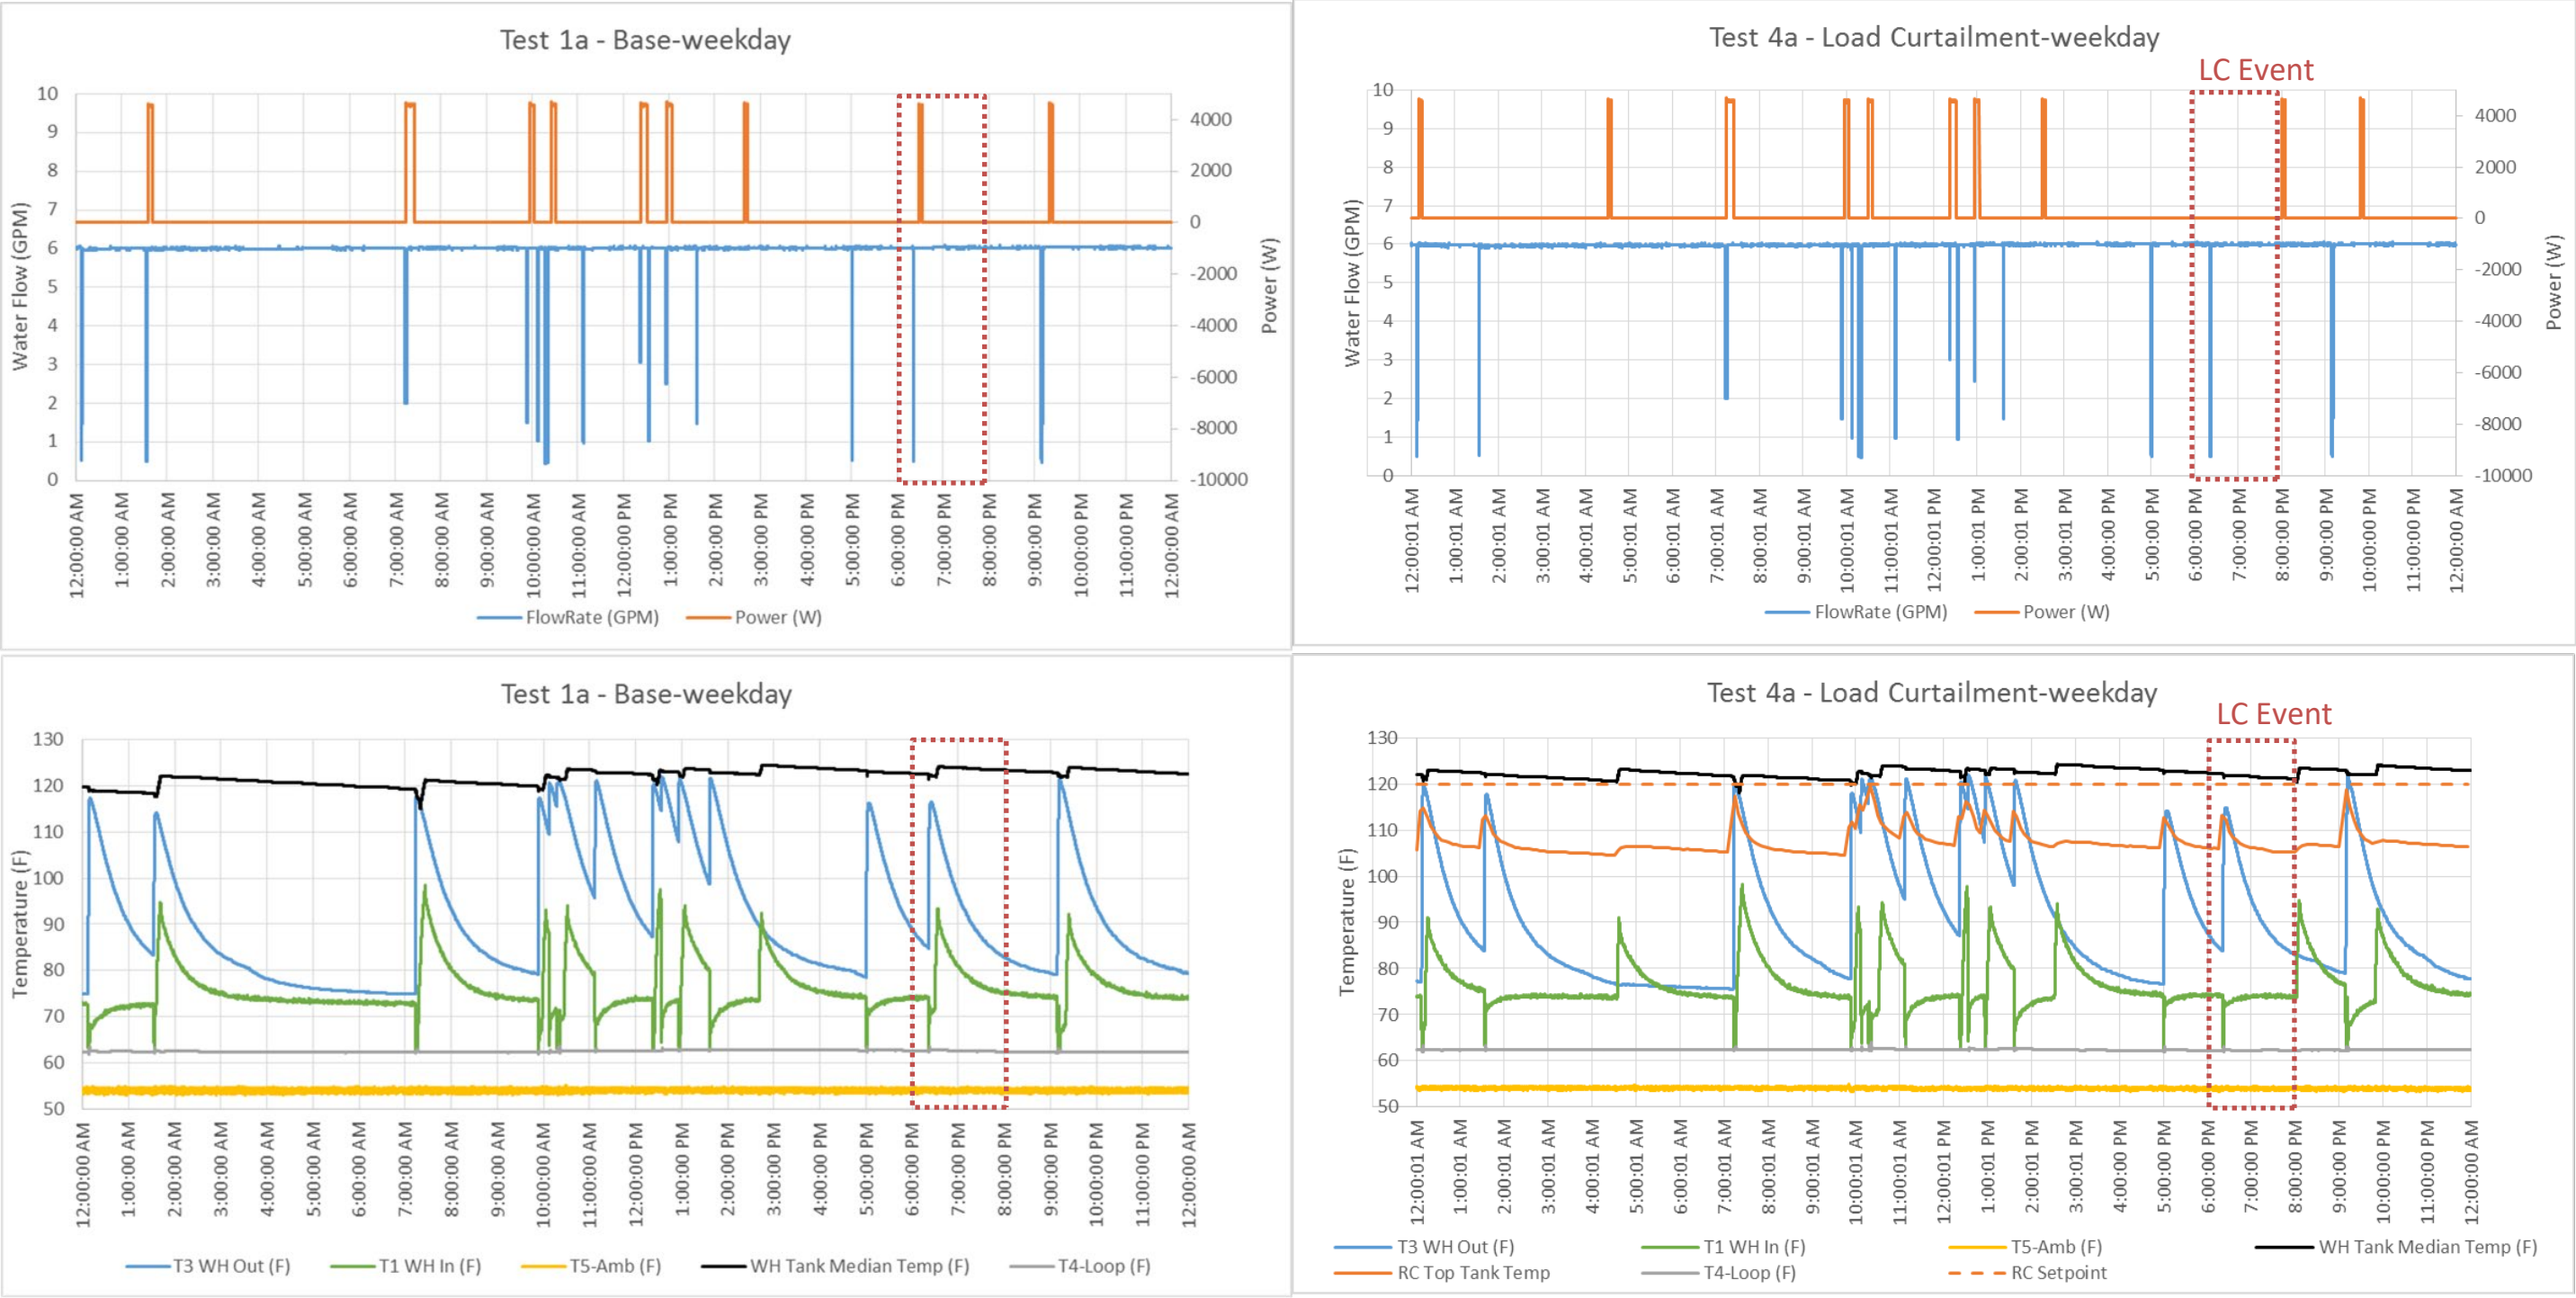 Test 1a - Base-weekday
10
9
8
7
6
5
4
3
2
1
0
Water Flow (GPM)
4000
2000
0
-2000
-4000
-6000
-8000
-10000
Power (W)
12:00:00 AM
1:00:00 AM
2:00:00 AM
3:00:00 AM
4:00:00 AM
5:00:00 AM
6:00:00 AM
7:00:00 AM
8:00:00 AM
9:00:00 AM
10:00:00 AM
11:00:00 AM
12:00:00 PM
1:00:00 PM
2:00:00 PM
3:00:00 PM
4:00:00 PM
5:00:00 PM
6:00:00 PM
7:00:00 PM
8:00:00 PM
9:00:00 PM
10:00:00 PM
11:00:00 PM
12:00:00 AM
FlowRate (GPM) Power (W)
Test 4a - Load Curtailment-weekday
LC Event
10
9
8
7
6
5
4
3
2
1
0
Water Flow (GPM)
4000
2000
0
-2000
-4000
-6000
-8000
-10000
Power (W)
12:00:01 AM
1:00:01 AM
2:00:01 AM
3:00:01 AM
4:00:01 AM
5:00:01 AM
6:00:01 AM
7:00:01 AM
8:00:01 AM
9:00:01 AM
10:00:01 AM
11:00:01 AM
12:00:01 PM
1:00:01 PM
2:00:01 PM
3:00:01 PM
4:00:01 PM
5:00:00 PM
6:00:00 PM
7:00:00 PM
8:00:00 PM
9:00:00 PM
10:00:00 PM
11:00:00 PM
12:00:00 AM
FlowRate (GPM) Power (W)
Test 1a - Base-weekday
130
120
110
100
90
80
70
60
50
Temperature (F)
12:00:00 AM
1:00:00 AM
2:00:00 AM
3:00:00 AM
4:00:00 AM
5:00:00 AM
6:00:00 AM
7:00:00 AM
8:00:00 AM
9:00:00 AM
10:00:00 AM
11:00:00 AM
12:00:00 PM
1:00:00 PM
2:00:00 PM
3:00:00 PM
4:00:00 PM
5:00:00 PM
6:00:00 PM
7:00:00 PM
8:00:00 PM
9:00:00 PM
10:00:00 PM
11:00:00 PM
12:00:00 AM
T3 WH Out (F) T1 WH In (F) T5-Amb (F) WH Tank Median Temp (F) T4-Loop (F)
Test 4a - Load Curtailment-weekday
LC Event
130
120
110
100
90
80
70
60
50
Temperature (F)
12:00:01 AM
1:00:01 AM
2:00:01 AM
3:00:01 AM
4:00:01 AM
5:00:01 AM
6:00:01 AM
7:00:01 AM
8:00:01 AM
9:00:01 AM
10:00:01 AM
11:00:01 AM
12:00:01 PM
1:00:01 PM
2:00:01 PM
3:00:01 PM
4:00:01 PM
5:00:00 PM
6:00:00 PM
7:00:00 PM
8:00:00 PM
9:00:00 PM
10:00:00 PM
11:00:00 PM
12:00:00 AM
T3 WH Out (F) T1 WH In (F) T5-Amb (F) WH Tank Median Temp (F)
RC Top Tank Temp T4-Loop (F) RC Setpoint